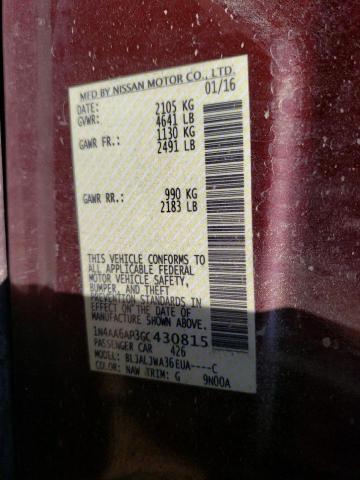 MFD BY NISSAN MOTOR CO., LTD.
DATE: 01/16
GVWR: 2105 KG
4641 LB
GAWR FR.: 1130 KG
2491 LB
GAWR RR.: 990 KG
2183 LB
THIS VEHICLE CONFORMS TO
ALL APPLICABLE FEDERAL
MOTOR VEHICLE SAFETY,
BUMPER, AND THEFT
PREVENTION STANDARDS
IN EFFECT ON THE DATE OF
MANUFACTURE SHOWN ABOVE.
1N4AA6AP3GC430815
PASSENGER CAR 426
MODEL: BLJALJWA36EUA----C
COLOR: NAW TRIM: G 9N00A